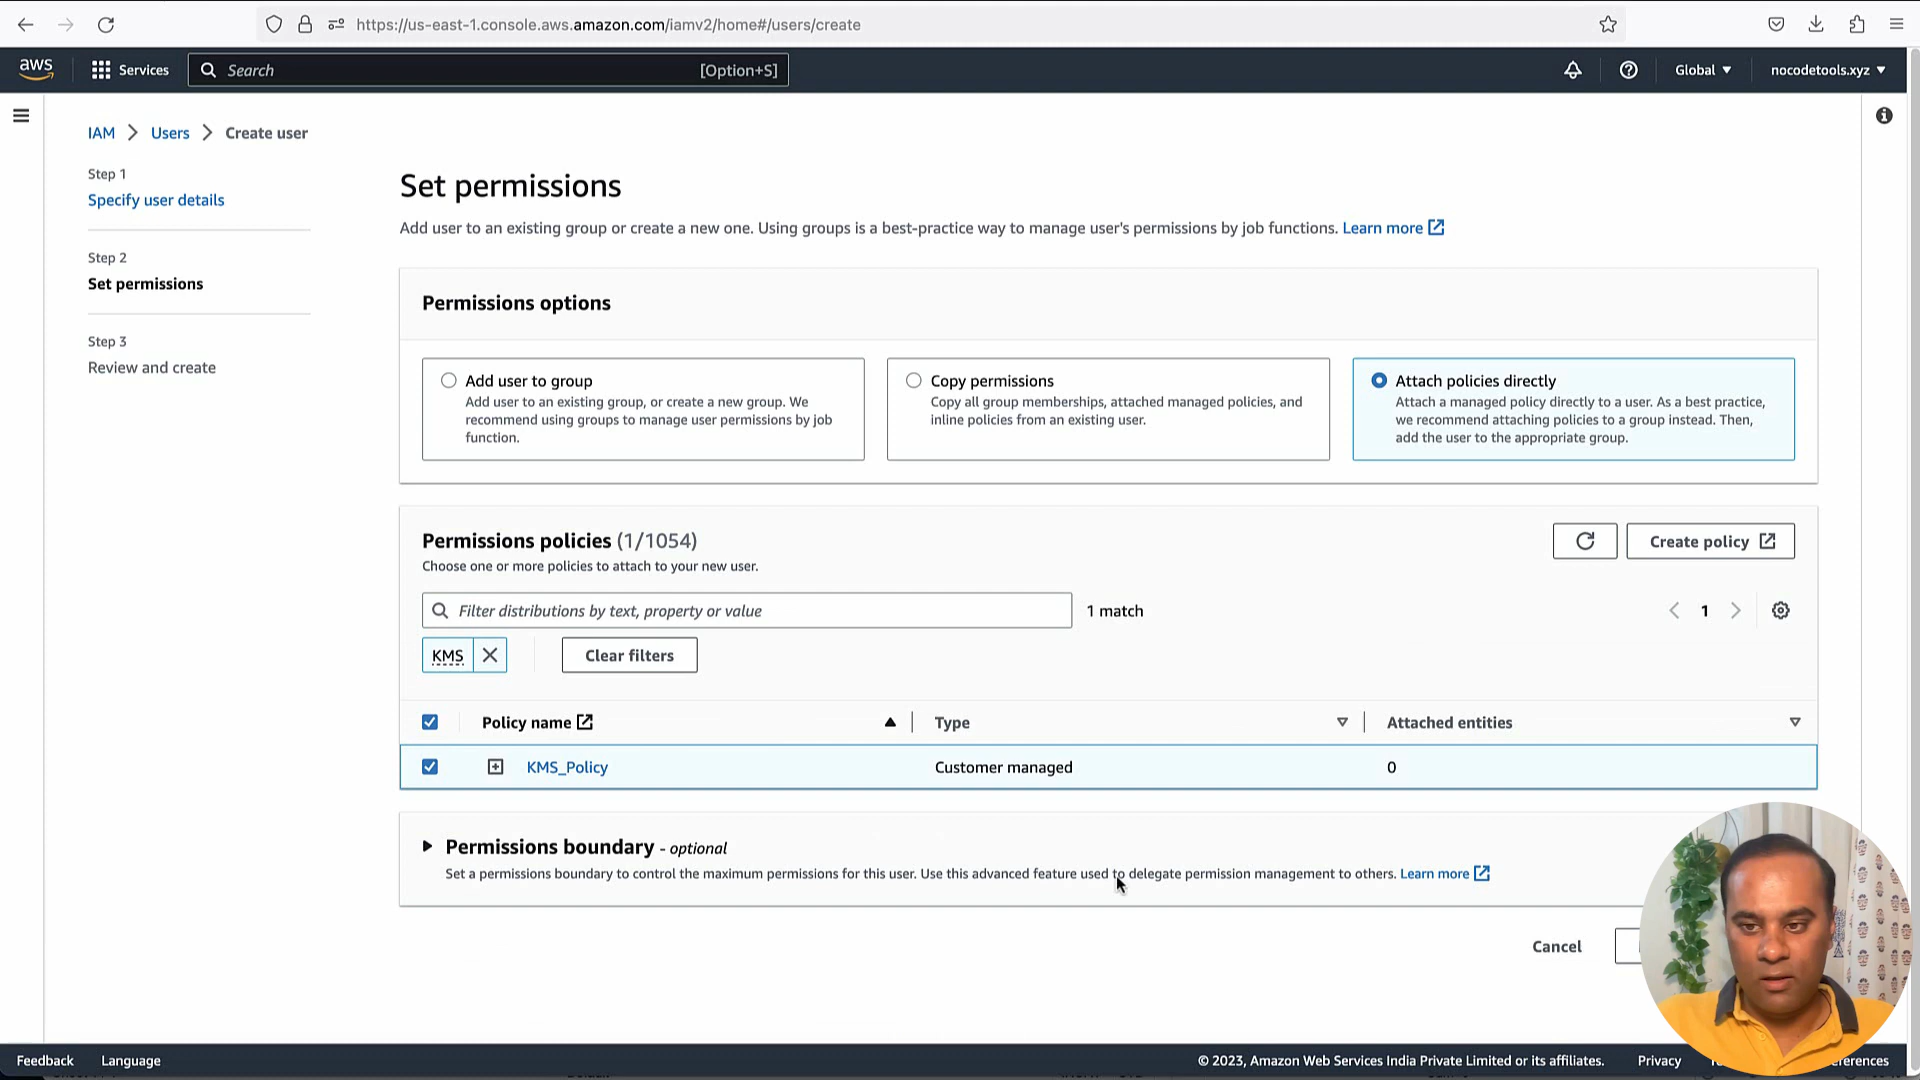 https://us-east-1.console.aws.amazon.com/iamv2/home#/users/create
aws
Services
Search
[Option+S]
Global
nocodetools.xyz
IAM
Users
Create user
Step 1
Specify user details
Step 2
Set permissions
Step 3
Review and create
Set permissions
Add user to an existing group or create a new one. Using groups is a best-practice way to manage user's permissions by job functions. Learn more
Permissions options
Add user to group
Add user to an existing group, or create a new group. We
recommend using groups to manage user permissions by job
function.
Copy permissions
Copy all group memberships, attached managed policies, and
inline policies from an existing user.
Attach policies directly
Attach a managed policy directly to a user. As a best practice,
we recommend attaching policies to a group instead. Then,
add the user to the appropriate group.
Permissions policies (1/1054)
Choose one or more policies to attach to your new user.
Create policy
Filter distributions by text, property or value
1 match
1
KMS
Clear filters
Policy name
Type
Attached entities
KMS_Policy
Customer managed
0
Permissions boundary - optional
Set a permissions boundary to control the maximum permissions for this user. Use this advanced feature used to delegate permission management to others. Learn more
Cancel
Feedback
Language
© 2023, Amazon Web Services India Private Limited or its affiliates.
Privacy